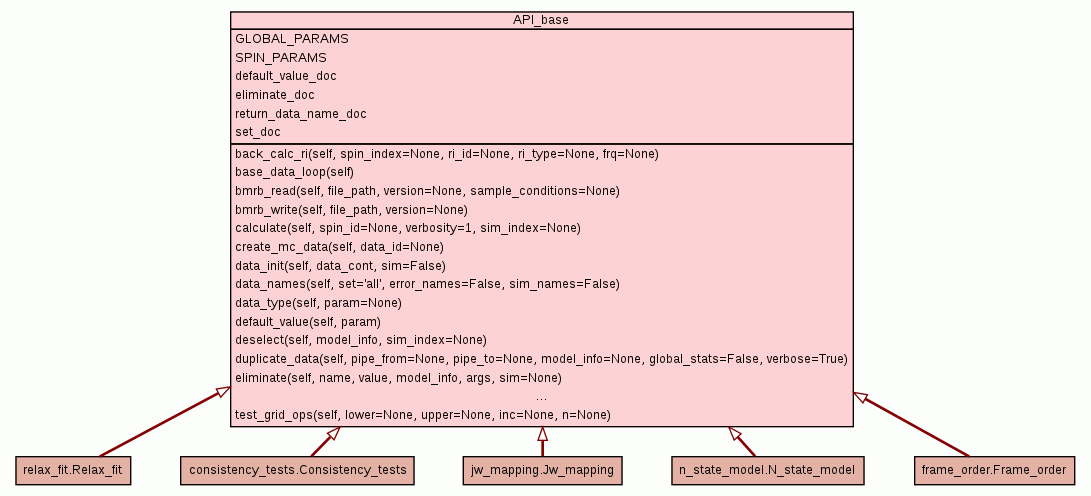 API_base
GLOBAL_PARAMS
SPIN_PARAMS
default_value_doc
eliminate_doc
return_data_name_doc
set_doc
back_calc_ri(self, spin_index=None, ri_id=None, ri_type=None, frq=None)
base_data_loop(self)
bmrb_read(self, file_path, version=None, sample_conditions=None)
bmrb_write(self, file_path, version=None)
calculate(self, spin_id=None, verbosity=1, sim_index=None)
create_mc_data(self, data_id=None)
data_init(self, data_cont, sim=False)
data_names(self, set='all', error_names=False, sim_names=False)
data_type(self, param=None)
default_value(self, param)
deselect(self, model_info, sim_index=None)
duplicate_data(self, pipe_from=None, pipe_to=None, model_info=None, global_stats=False, verbose=True)
eliminate(self, name, value, model_info, args, sim=None)
...
test_grid_ops(self, lower=None, upper=None, inc=None, n=None)
relax_fit.Relax_fit
consistency_tests.Consistency_tests
jw_mapping.Jw_mapping
n_state_model.N_state_model
frame_order.Frame_order